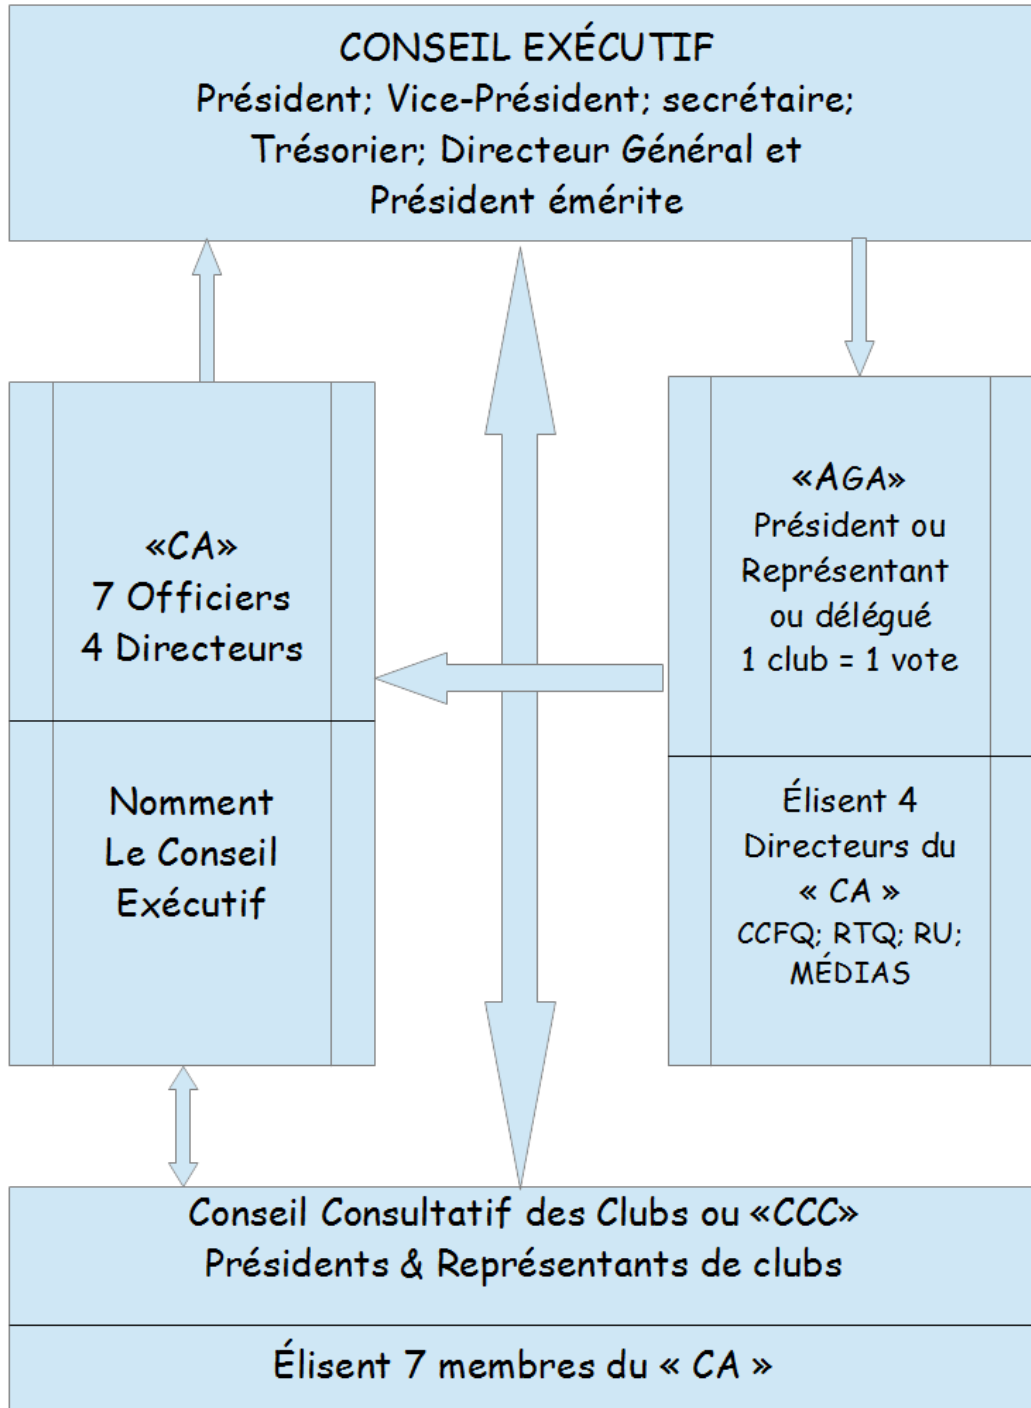 CONSEIL EXÉCUTIF
Président; Vice-Président; secrétaire;
Trésorier; Directeur Général et
Président émérite
«CA»
7 Officiers
4 Directeurs
Nomment
Le Conseil
Exécutif
«AGA»
Président ou
Représentant
ou délégué
1 club = 1 vote
Élisent 4
Directeurs du
« CA »
CCFQ; RTQ; RU;
MÉDIAS
Conseil Consultatif des Clubs ou «CCC»
Présidents & Représentants de clubs
Élisent 7 membres du « CA »